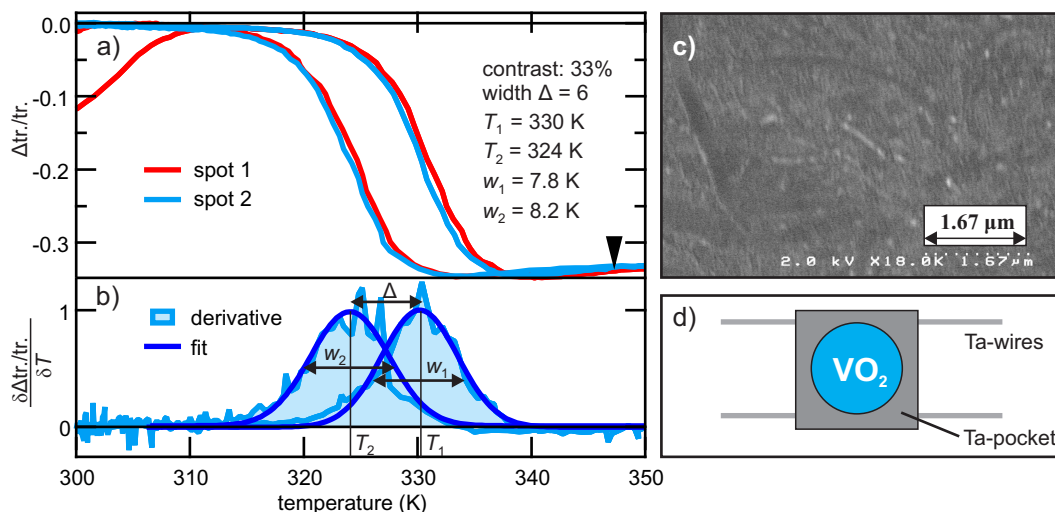 a)
0.0
-0.1
-0.2
-0.3
Δtr./tr.
spot 1
spot 2
contrast: 33%
width Δ = 6
T₁ = 330 K
T₂ = 324 K
w₁ = 7.8 K
w₂ = 8.2 K
b)
1
0
δΔtr./tr.
δT
derivative
fit
Δ
w₂
w₁
T₂
T₁
300
310
320
330
340
350
temperature (K)
c)
1.67 µm
2.0 kV X18.0K 1.67µm
d)
Ta-wires
VO₂
Ta-pocket